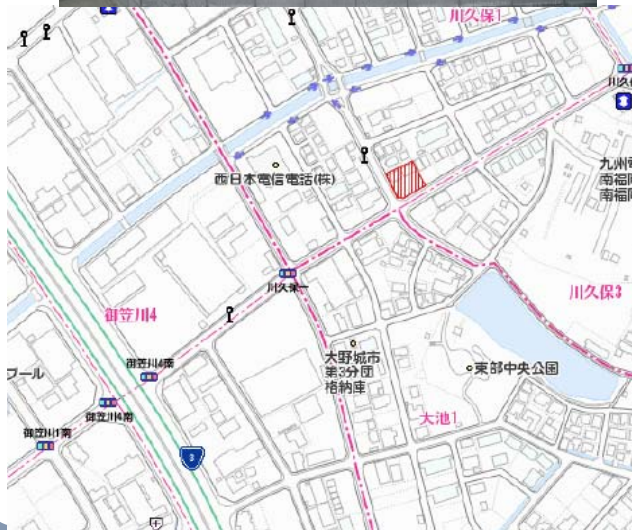 川久保1
西日本電信電話(株)
川久保一
御笠川4
川久保3
大野城市
第3分団
格納庫
東部中央公園
大池1
プール
御笠川4南
御笠川4南
御笠川1南
3
九州電
南福岡
南福岡